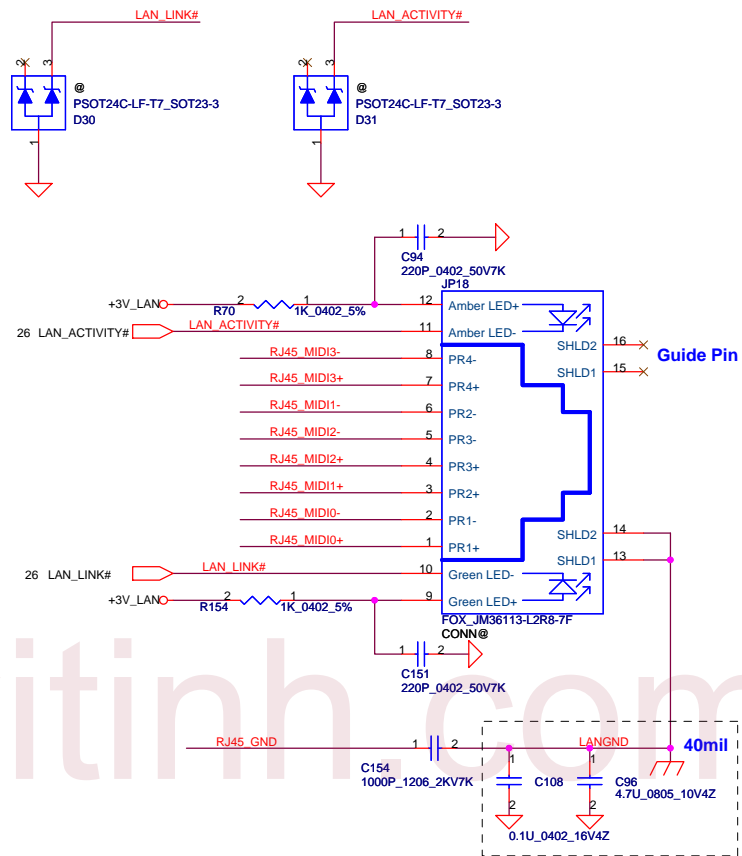 LAN_LINK#
LAN_ACTIVITY#
2
3
2
3
@
PSOT24C-LF-T7_SOT23-3
D30
@
PSOT24C-LF-T7_SOT23-3
D31
1
1
1
2
C94
220P_0402_50V7K
JP18
+3V_LAN
2
R70
1
1K_0402_5%
12
Amber LED+
26
LAN_ACTIVITY#
LAN_ACTIVITY#
11
Amber LED-
SHLD2
16
Guide Pin
RJ45_MIDI3-
8
PR4-
SHLD1
15
RJ45_MIDI3+
7
PR4+
RJ45_MIDI1-
6
PR2-
RJ45_MIDI2-
5
PR3-
RJ45_MIDI2+
4
PR3+
RJ45_MIDI1+
3
PR2+
RJ45_MIDI0-
2
PR1-
SHLD2
14
RJ45_MIDI0+
1
PR1+
SHLD1
13
26
LAN_LINK#
LAN_LINK#
10
Green LED-
+3V_LAN
2
R154
1
1K_0402_5%
9
Green LED+
FOX_JM36113-L2R8-7F
CONN@
1
2
C151
220P_0402_50V7K
itinh.com
RJ45_GND
1
2
LANGND
40mil
C154
1000P_1206_2KV7K
1
C108
1
C96
4.7U_0805_10V4Z
2
2
0.1U_0402_16V4Z